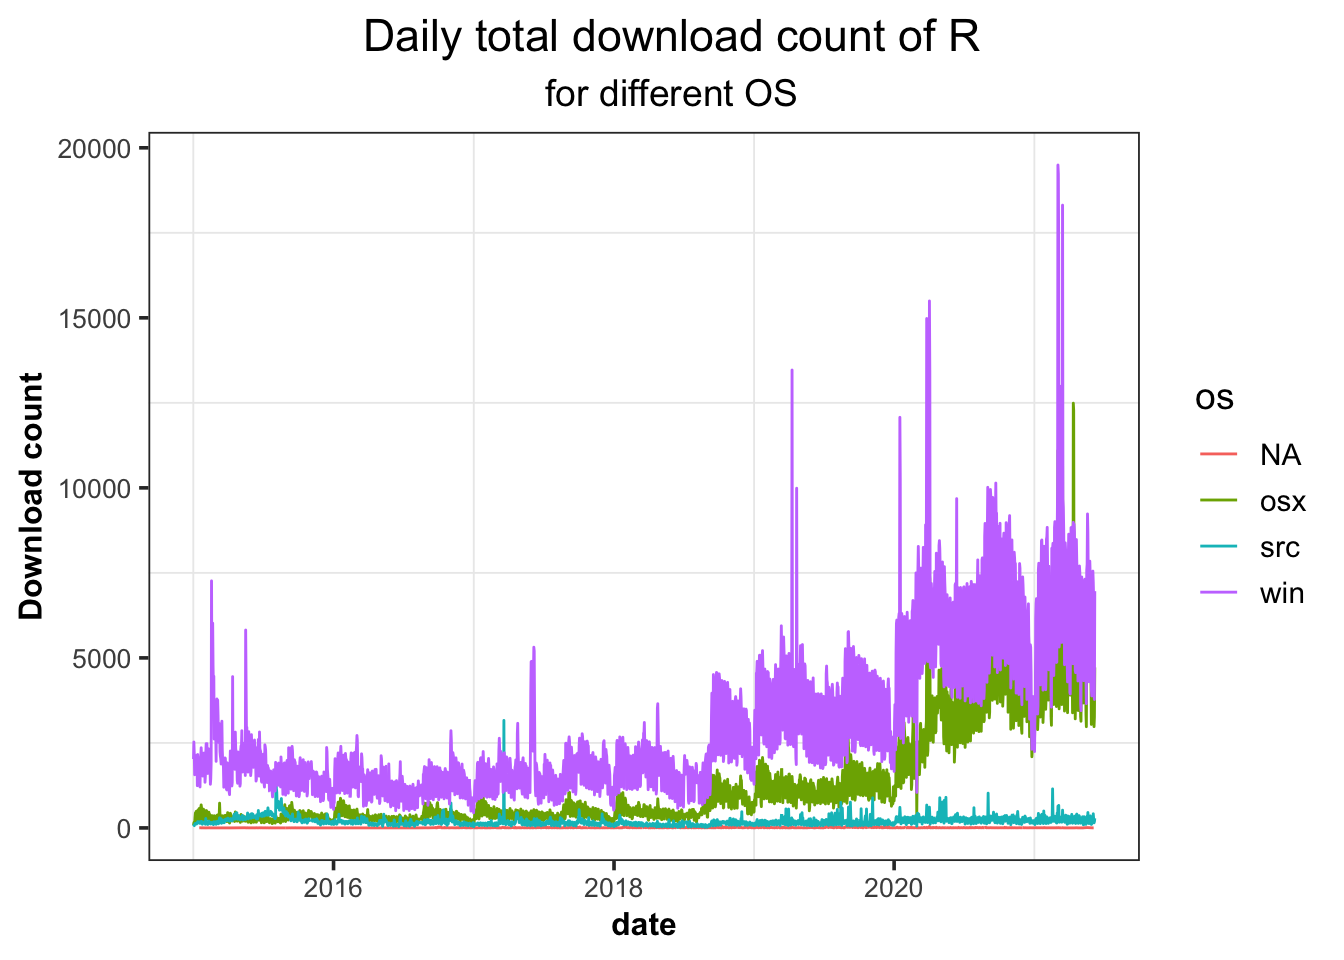 Daily total download count of R
for different OS
Download count
20000
15000
10000
5000
0
2016
2018
2020
date
os
NA
osx
src
win